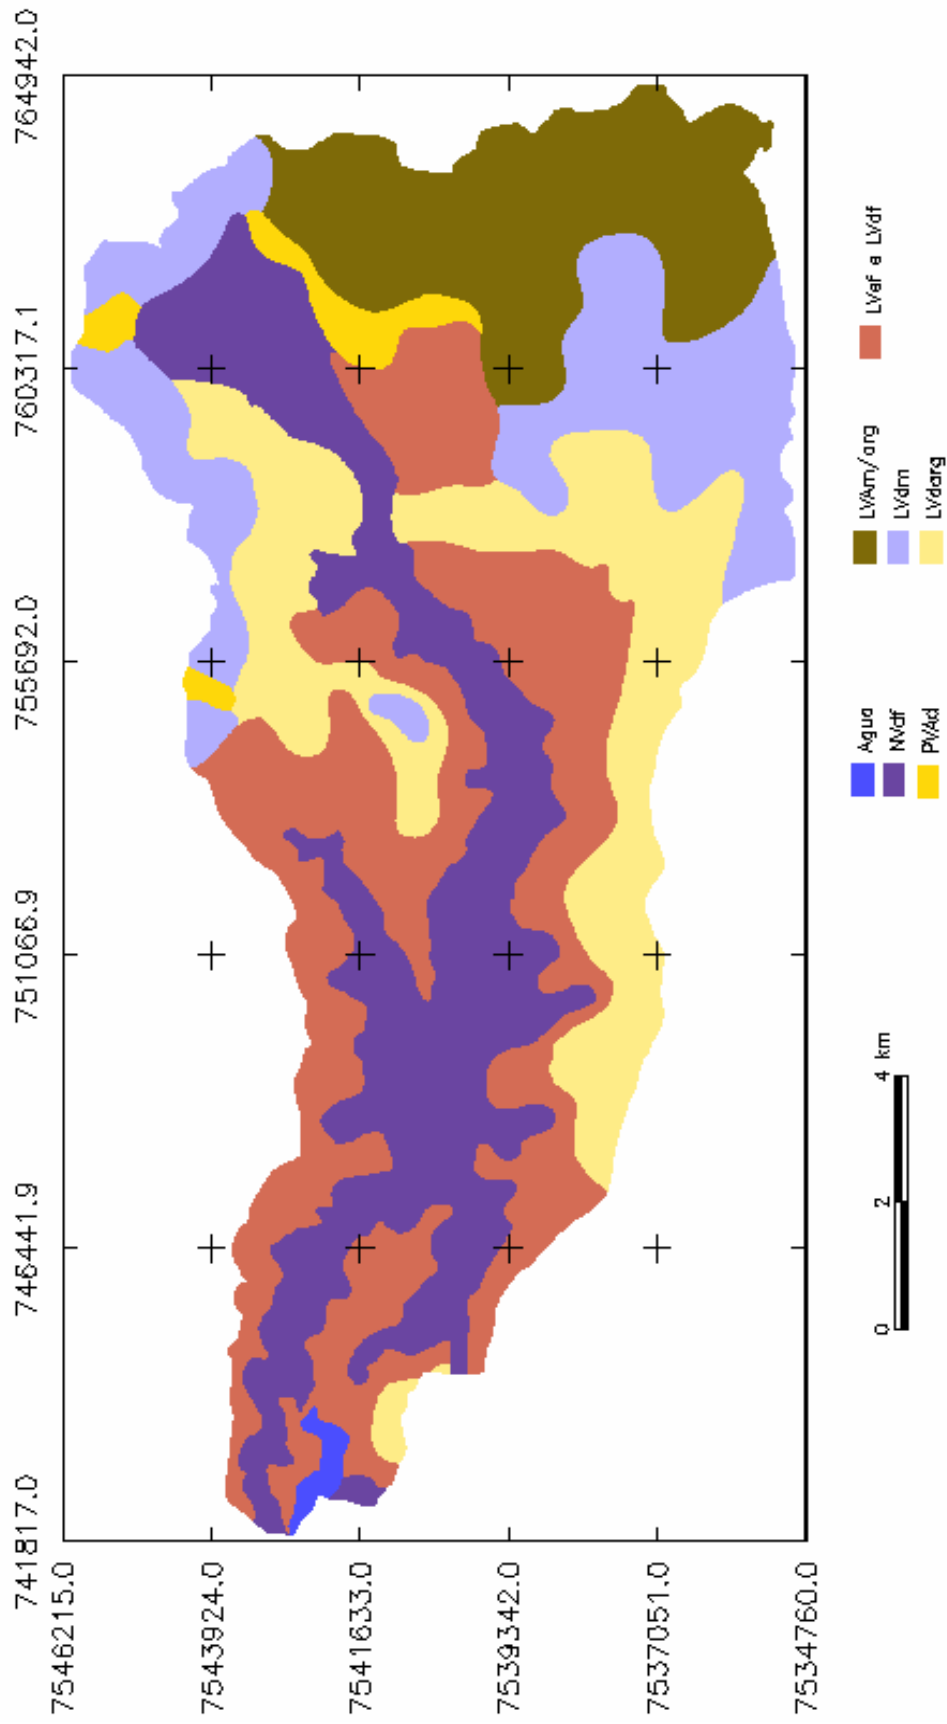 741817.0 746441.9 751066.9 755692.0 760317.1 764942.0
7546215.0
7543924.0
7541633.0
7539342.0
7537051.0
7534760.0
0 2 4 km
Agua
NVdf
PVAd
LVAm/arg
LVdm
LVdarg
LVef e LVdf